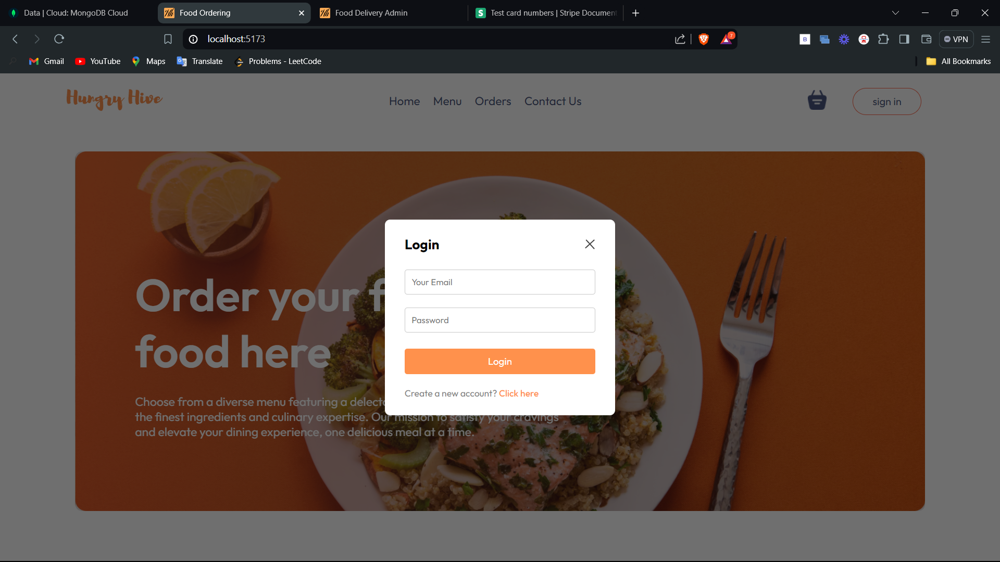 Data | Cloud: MongoDB Cloud
Food Ordering
Food Delivery Admin
Test card numbers | Stripe Document
localhost:5173
7
B
VPN
Gmail
YouTube
Maps
Translate
Problems - LeetCode
All Bookmarks
Hungry Hive
Home
Menu
Orders
Contact Us
sign in
Order your f
food here
Choose from a diverse menu featuring a
the finest ingredients and culinary expertise. Our mission to satisfy your cravings
and elevate your dining experience, one delicious meal at a time.
Login
Your Email
Password
Login
Create a new account? Click here